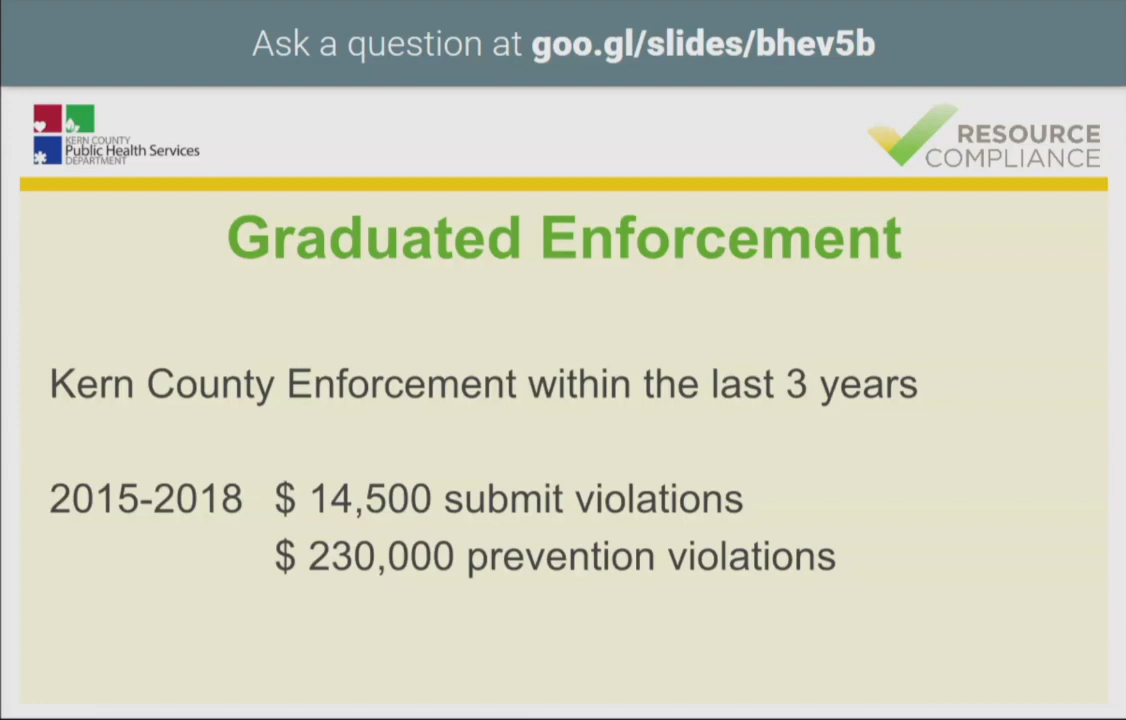 Ask a question at goo.gl/slides/bhev5b
KERN COUNTY
Public Health Services
DEPARTMENT
RESOURCE
COMPLIANCE
Graduated Enforcement
Kern County Enforcement within the last 3 years
2015-2018 $ 14,500 submit violations
$ 230,000 prevention violations